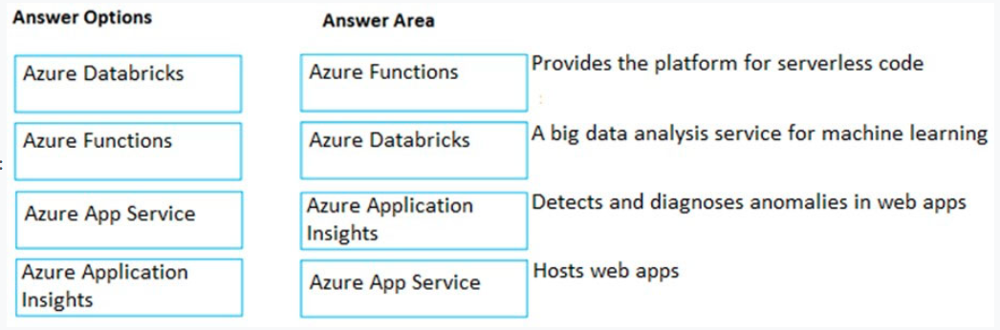 Answer Options
Answer Area
Azure Databricks
Azure Functions
Provides the platform for serverless code
Azure Functions
Azure Databricks
A big data analysis service for machine learning
Azure App Service
Azure Application
Insights
Detects and diagnoses anomalies in web apps
Azure Application
Insights
Azure App Service
Hosts web apps